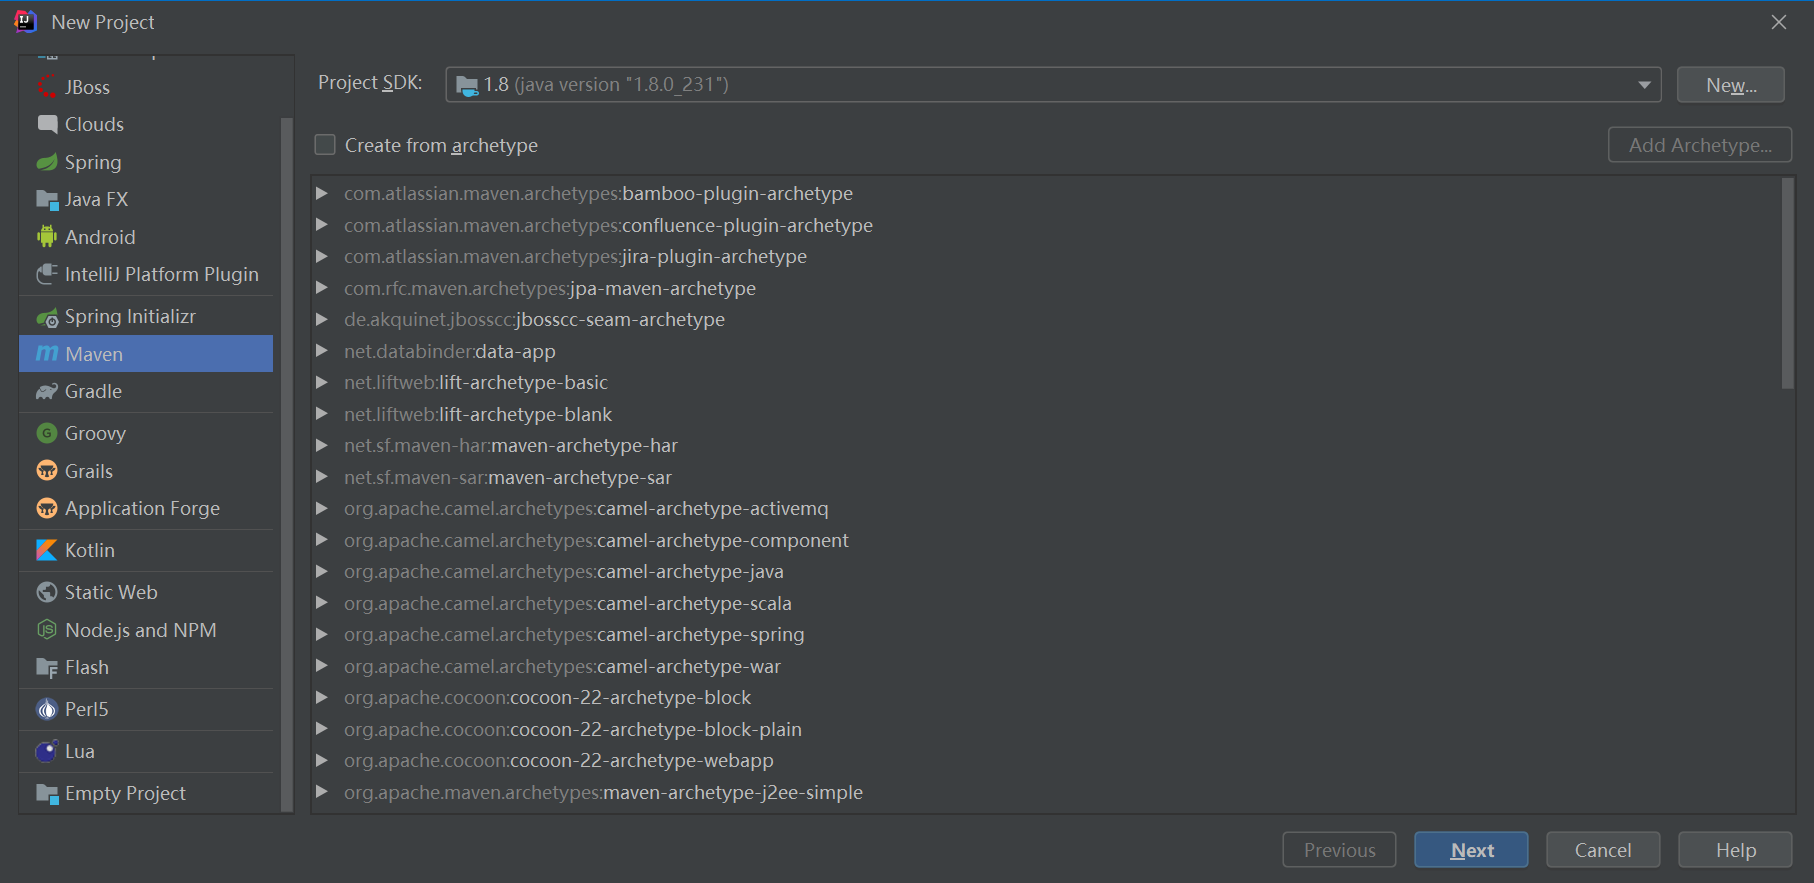 New Project
JBoss
Clouds
Spring
Java FX
Android
IntelliJ Platform Plugin
Spring Initializr
Maven
Gradle
Groovy
Grails
Application Forge
Kotlin
Static Web
Node.js and NPM
Flash
Perl5
Lua
Empty Project
Project SDK: 1.8 (java version "1.8.0_231") New...
Create from archetype Add Archetype...
com.atlassian.maven.archetypes:bamboo-plugin-archetype
com.atlassian.maven.archetypes:confluence-plugin-archetype
com.atlassian.maven.archetypes:jira-plugin-archetype
com.rfc.maven.archetypes:jpa-maven-archetype
de.akquinet.jbosscc:jbosscc-seam-archetype
net.databinder:data-app
net.liftweb:lift-archetype-basic
net.liftweb:lift-archetype-blank
net.sf.maven-har:maven-archetype-har
net.sf.maven-sar:maven-archetype-sar
org.apache.camel.archetypes:camel-archetype-activemq
org.apache.camel.archetypes:camel-archetype-component
org.apache.camel.archetypes:camel-archetype-java
org.apache.camel.archetypes:camel-archetype-scala
org.apache.camel.archetypes:camel-archetype-spring
org.apache.camel.archetypes:camel-archetype-war
org.apache.cocoon:cocoon-22-archetype-block
org.apache.cocoon:cocoon-22-archetype-block-plain
org.apache.cocoon:cocoon-22-archetype-webapp
org.apache.maven.archetypes:maven-archetype-j2ee-simple
Previous Next Cancel Help